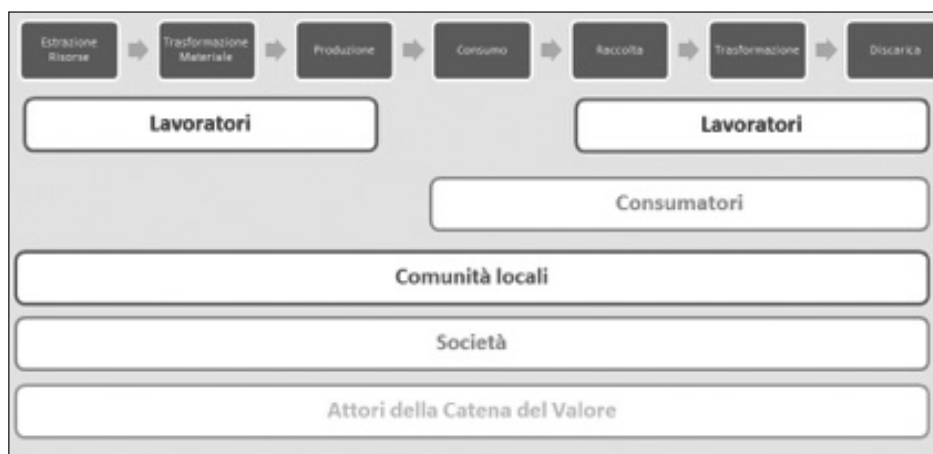 Estrazione
Risorse
Trasformazione
Materiale
Produzione
Consumo
Raccolta
Trasformazione
Discarica
Lavoratori
Lavoratori
Consumatori
Comunità locali
Società
Attori della Catena del Valore